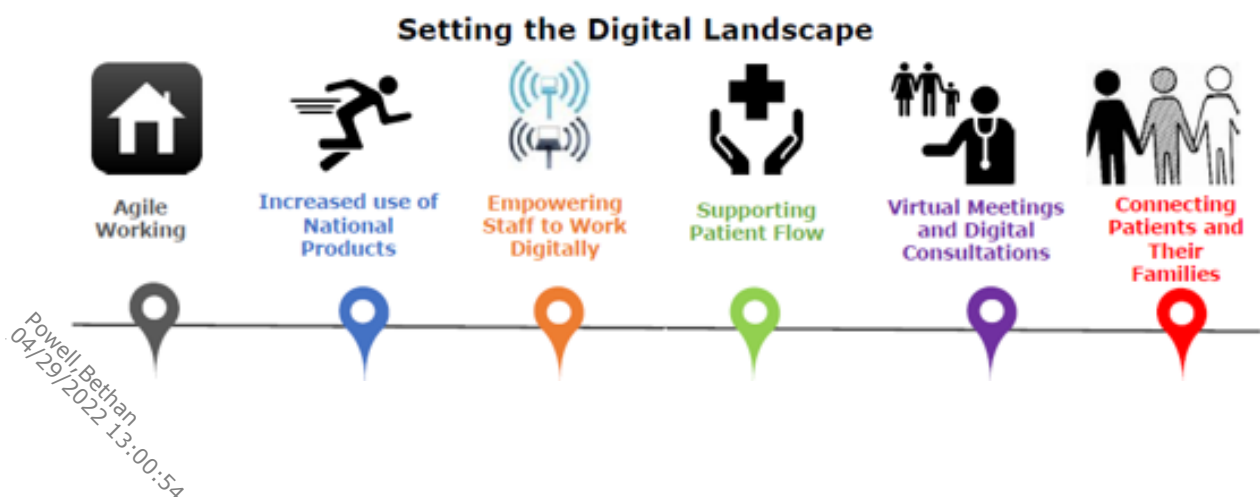 Setting the Digital Landscape
Agile
Working
Increased use of
National
Products
Empowering
Staff to Work
Digitally
Supporting
Patient Flow
Virtual Meetings
and Digital
Consultations
Connecting
Patients and
Their
Families
Powell,Bethan
04/29/2022 13:00:54